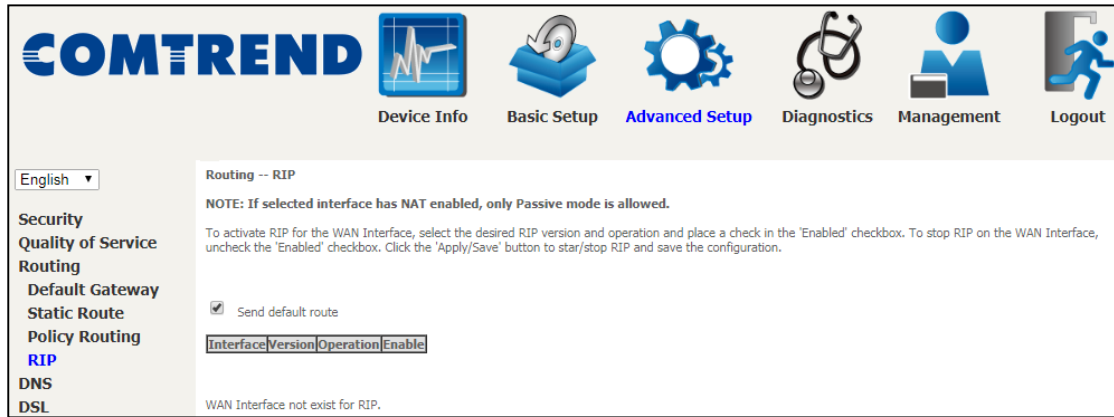 COMTREND
Device Info Basic Setup Advanced Setup Diagnostics Management Logout
English
Security
Quality of Service
Routing
Default Gateway
Static Route
Policy Routing
RIP
DNS
DSL
Routing -- RIP
NOTE: If selected interface has NAT enabled, only Passive mode is allowed.
To activate RIP for the WAN Interface, select the desired RIP version and operation and place a check in the 'Enabled' checkbox. To stop RIP on the WAN Interface,
uncheck the 'Enabled' checkbox. Click the 'Apply/Save' button to star/stop RIP and save the configuration.
Send default route
Interface Version Operation Enable
WAN Interface not exist for RIP.